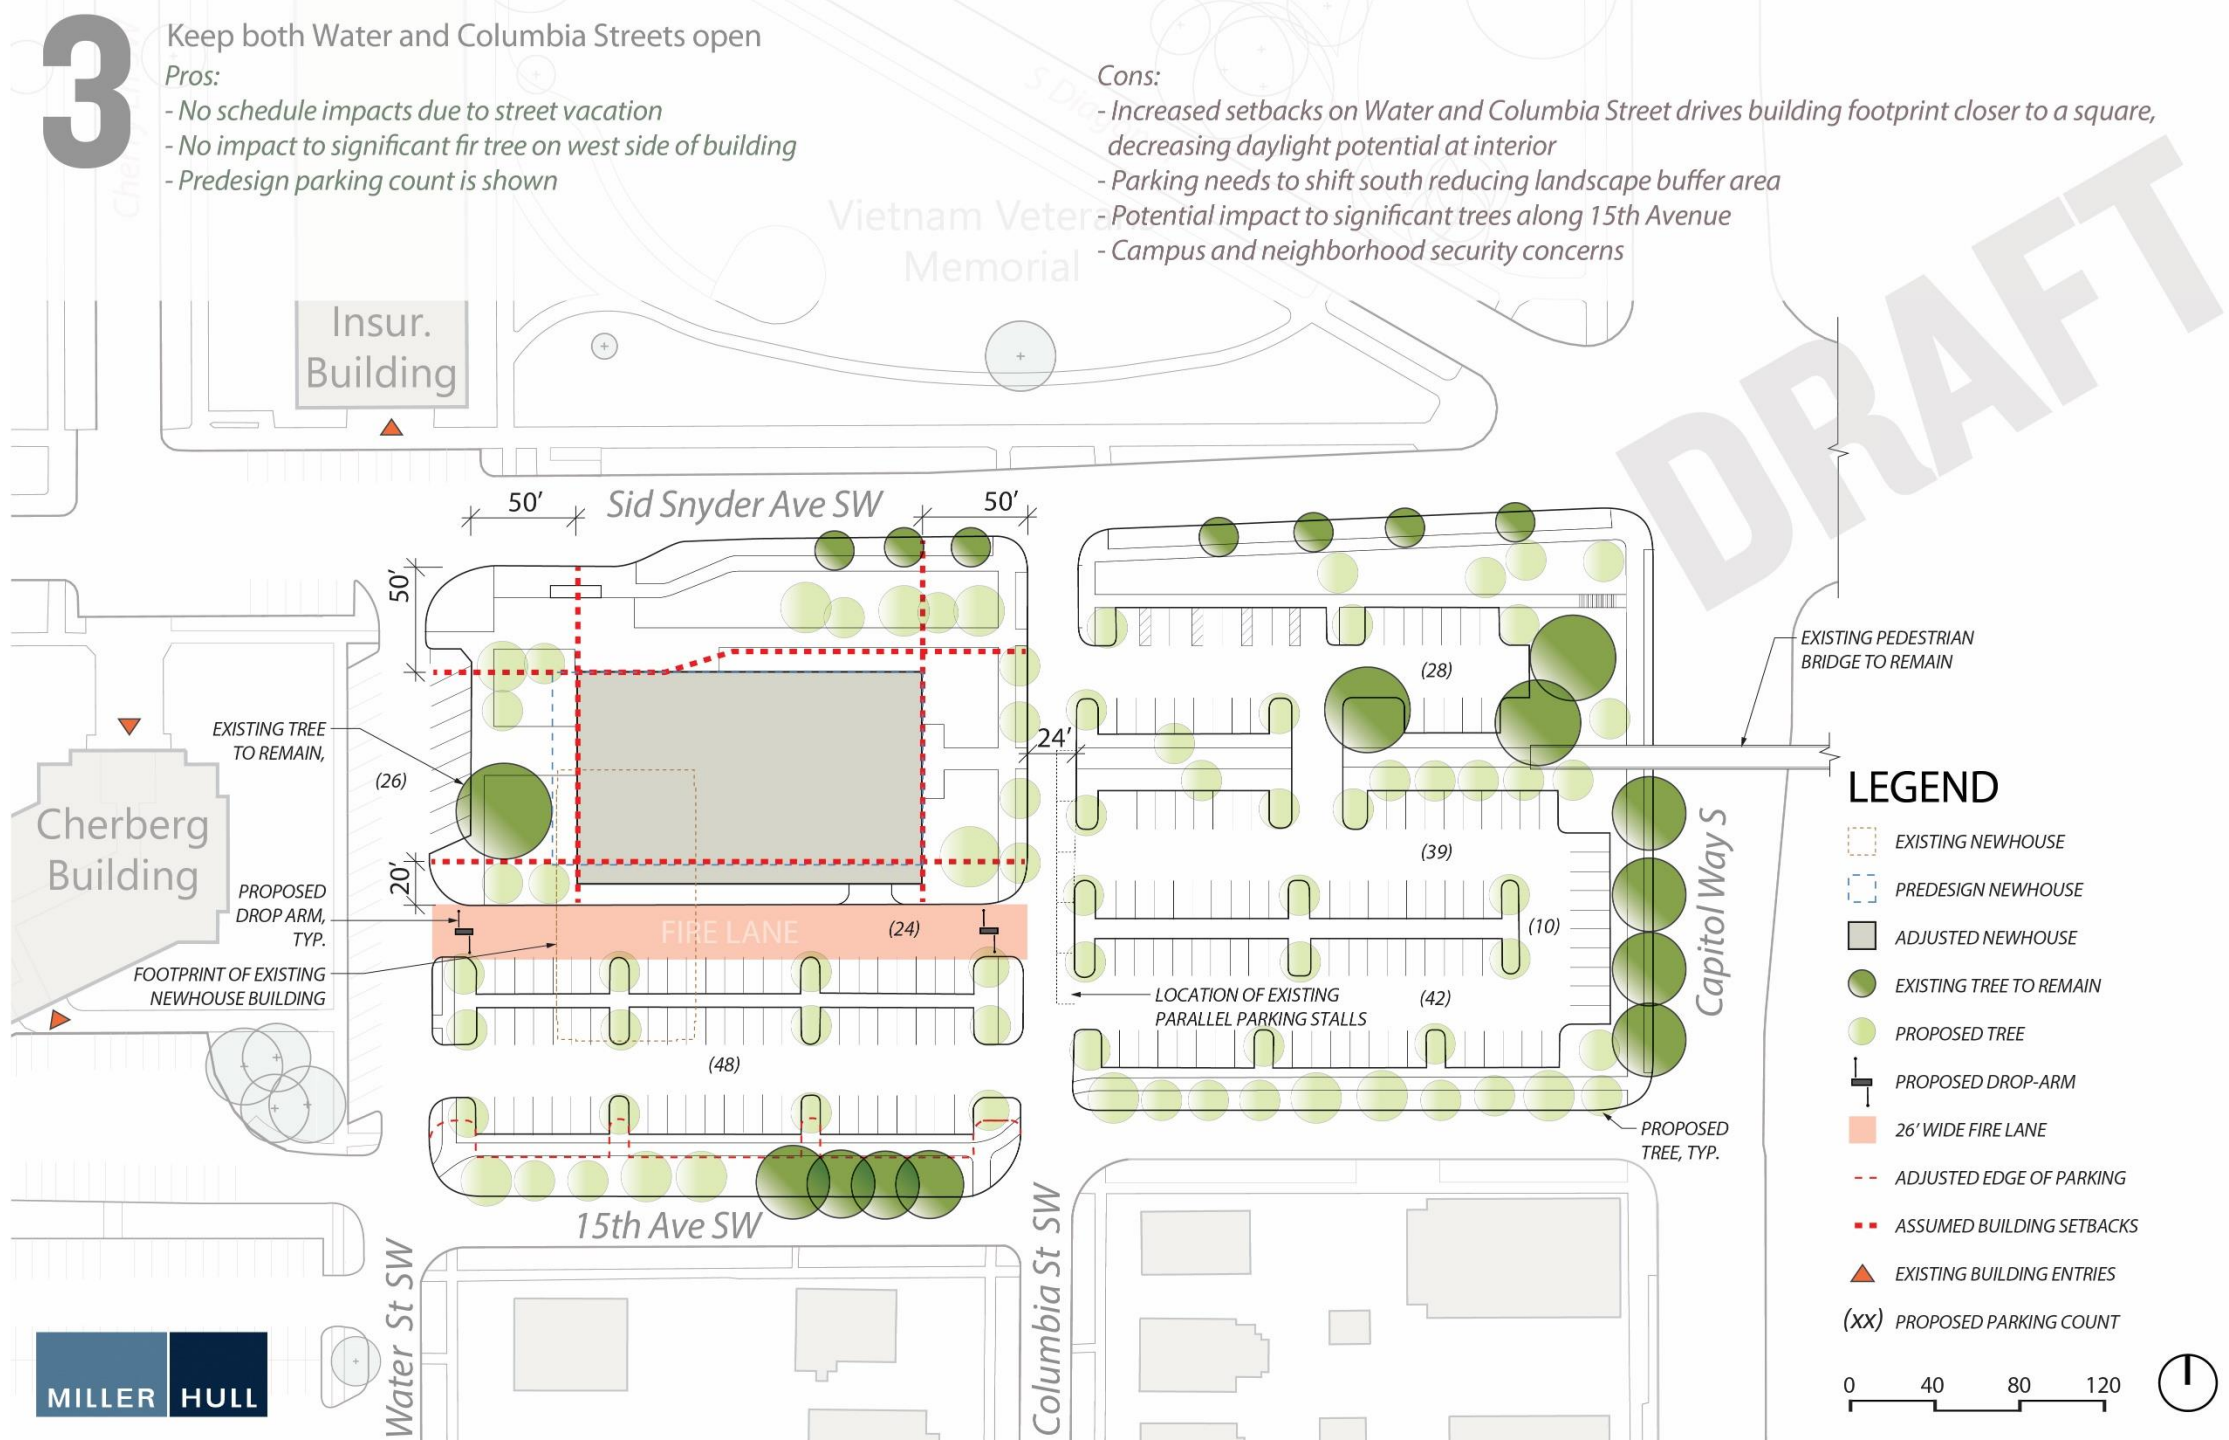 3
Keep both Water and Columbia Streets open
Pros:
- No schedule impacts due to street vacation
- No impact to significant fir tree on west side of building
- Predesign parking count is shown
Cons:
- Increased setbacks on Water and Columbia Street drives building footprint closer to a square,
decreasing daylight potential at interior
- Parking needs to shift south reducing landscape buffer area
- Potential impact to significant trees along 15th Avenue
- Campus and neighborhood security concerns
Vietnam Veterans
Memorial
DRAFT
Insur.
Building
50'
Sid Snyder Ave SW
50'
50'
EXISTING PEDESTRIAN
BRIDGE TO REMAIN
(28)
EXISTING TREE
TO REMAIN,
24'
(26)
Cherberg
Building
20'
(39)
PROPOSED
DROP ARM,
TYP.
FIRE LANE
(24)
(10)
Capitol Way S
FOOTPRINT OF EXISTING
NEWHOUSE BUILDING
LOCATION OF EXISTING
PARALLEL PARKING STALLS
(42)
(48)
PROPOSED
TREE, TYP.
15th Ave SW
Water St SW
Columbia St SW
LEGEND
EXISTING NEWHOUSE
PREDESIGN NEWHOUSE
ADJUSTED NEWHOUSE
EXISTING TREE TO REMAIN
PROPOSED TREE
PROPOSED DROP-ARM
26' WIDE FIRE LANE
ADJUSTED EDGE OF PARKING
ASSUMED BUILDING SETBACKS
EXISTING BUILDING ENTRIES
(xx) PROPOSED PARKING COUNT
0 40 80 120
MILLER HULL